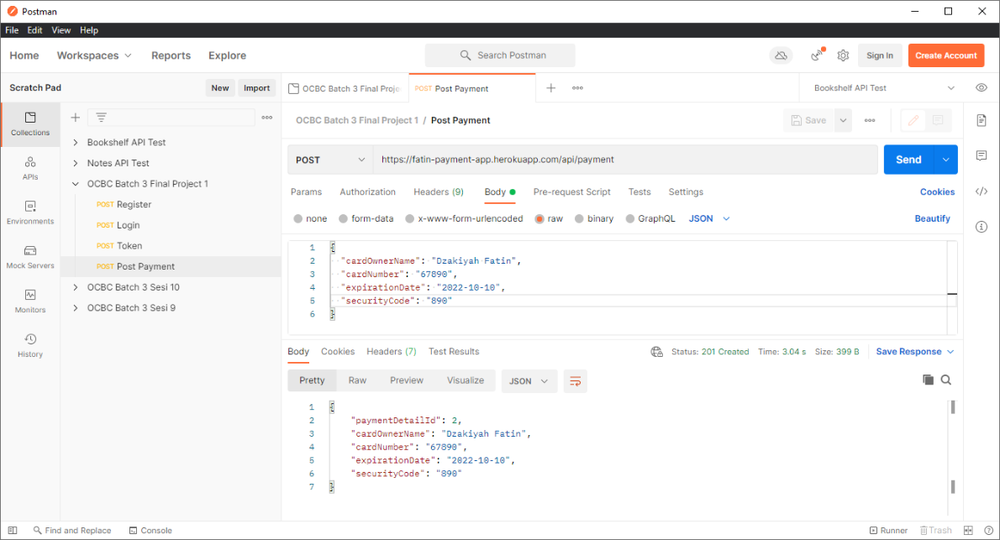 Postman
File Edit View Help
Home Workspaces Reports Explore Search Postman Sign In Create Account
Scratch Pad New Import
OCBC Batch 3 Final Proje POST Post Payment Bookshelf API Test
Collections
APIs
Environments
Mock Servers
Monitors
History
Bookshelf API Test
Notes API Test
OCBC Batch 3 Final Project 1
POST Register
POST Login
POST Token
POST Post Payment
OCBC Batch 3 Sesi 10
OCBC Batch 3 Sesi 9
OCBC Batch 3 Final Project 1 / Post Payment Save
POST https://fatin-payment-app.herokuapp.com/api/payment Send
Params Authorization Headers (9) Body Pre-request Script Tests Settings Cookies
none form-data x-www-form-urlencoded raw binary GraphQL JSON Beautify
1 {
2 "cardOwnerName": "Dzakiyah Fatin",
3 "cardNumber": "67890",
4 "expirationDate": "2022-10-10",
5 "securityCode": "890"
6 }
Body Cookies Headers (7) Test Results Status: 201 Created Time: 3.04 s Size: 399 B Save Response
Pretty Raw Preview Visualize JSON
1 {
2 "paymentDetailId": 2,
3 "cardOwnerName": "Dzakiyah Fatin",
4 "cardNumber": "67890",
5 "expirationDate": "2022-10-10",
6 "securityCode": "890"
7 }
Find and Replace Console Runner Trash